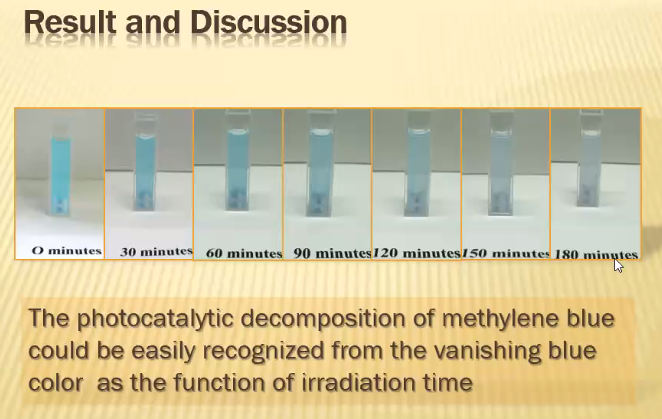 Result and Discussion
O minutes 30 minutes 60 minutes 90 minutes 120 minutes 150 minutes 180 minutes
The photocatalytic decomposition of methylene blue
could be easily recognized from the vanishing blue
color as the function of irradiation time